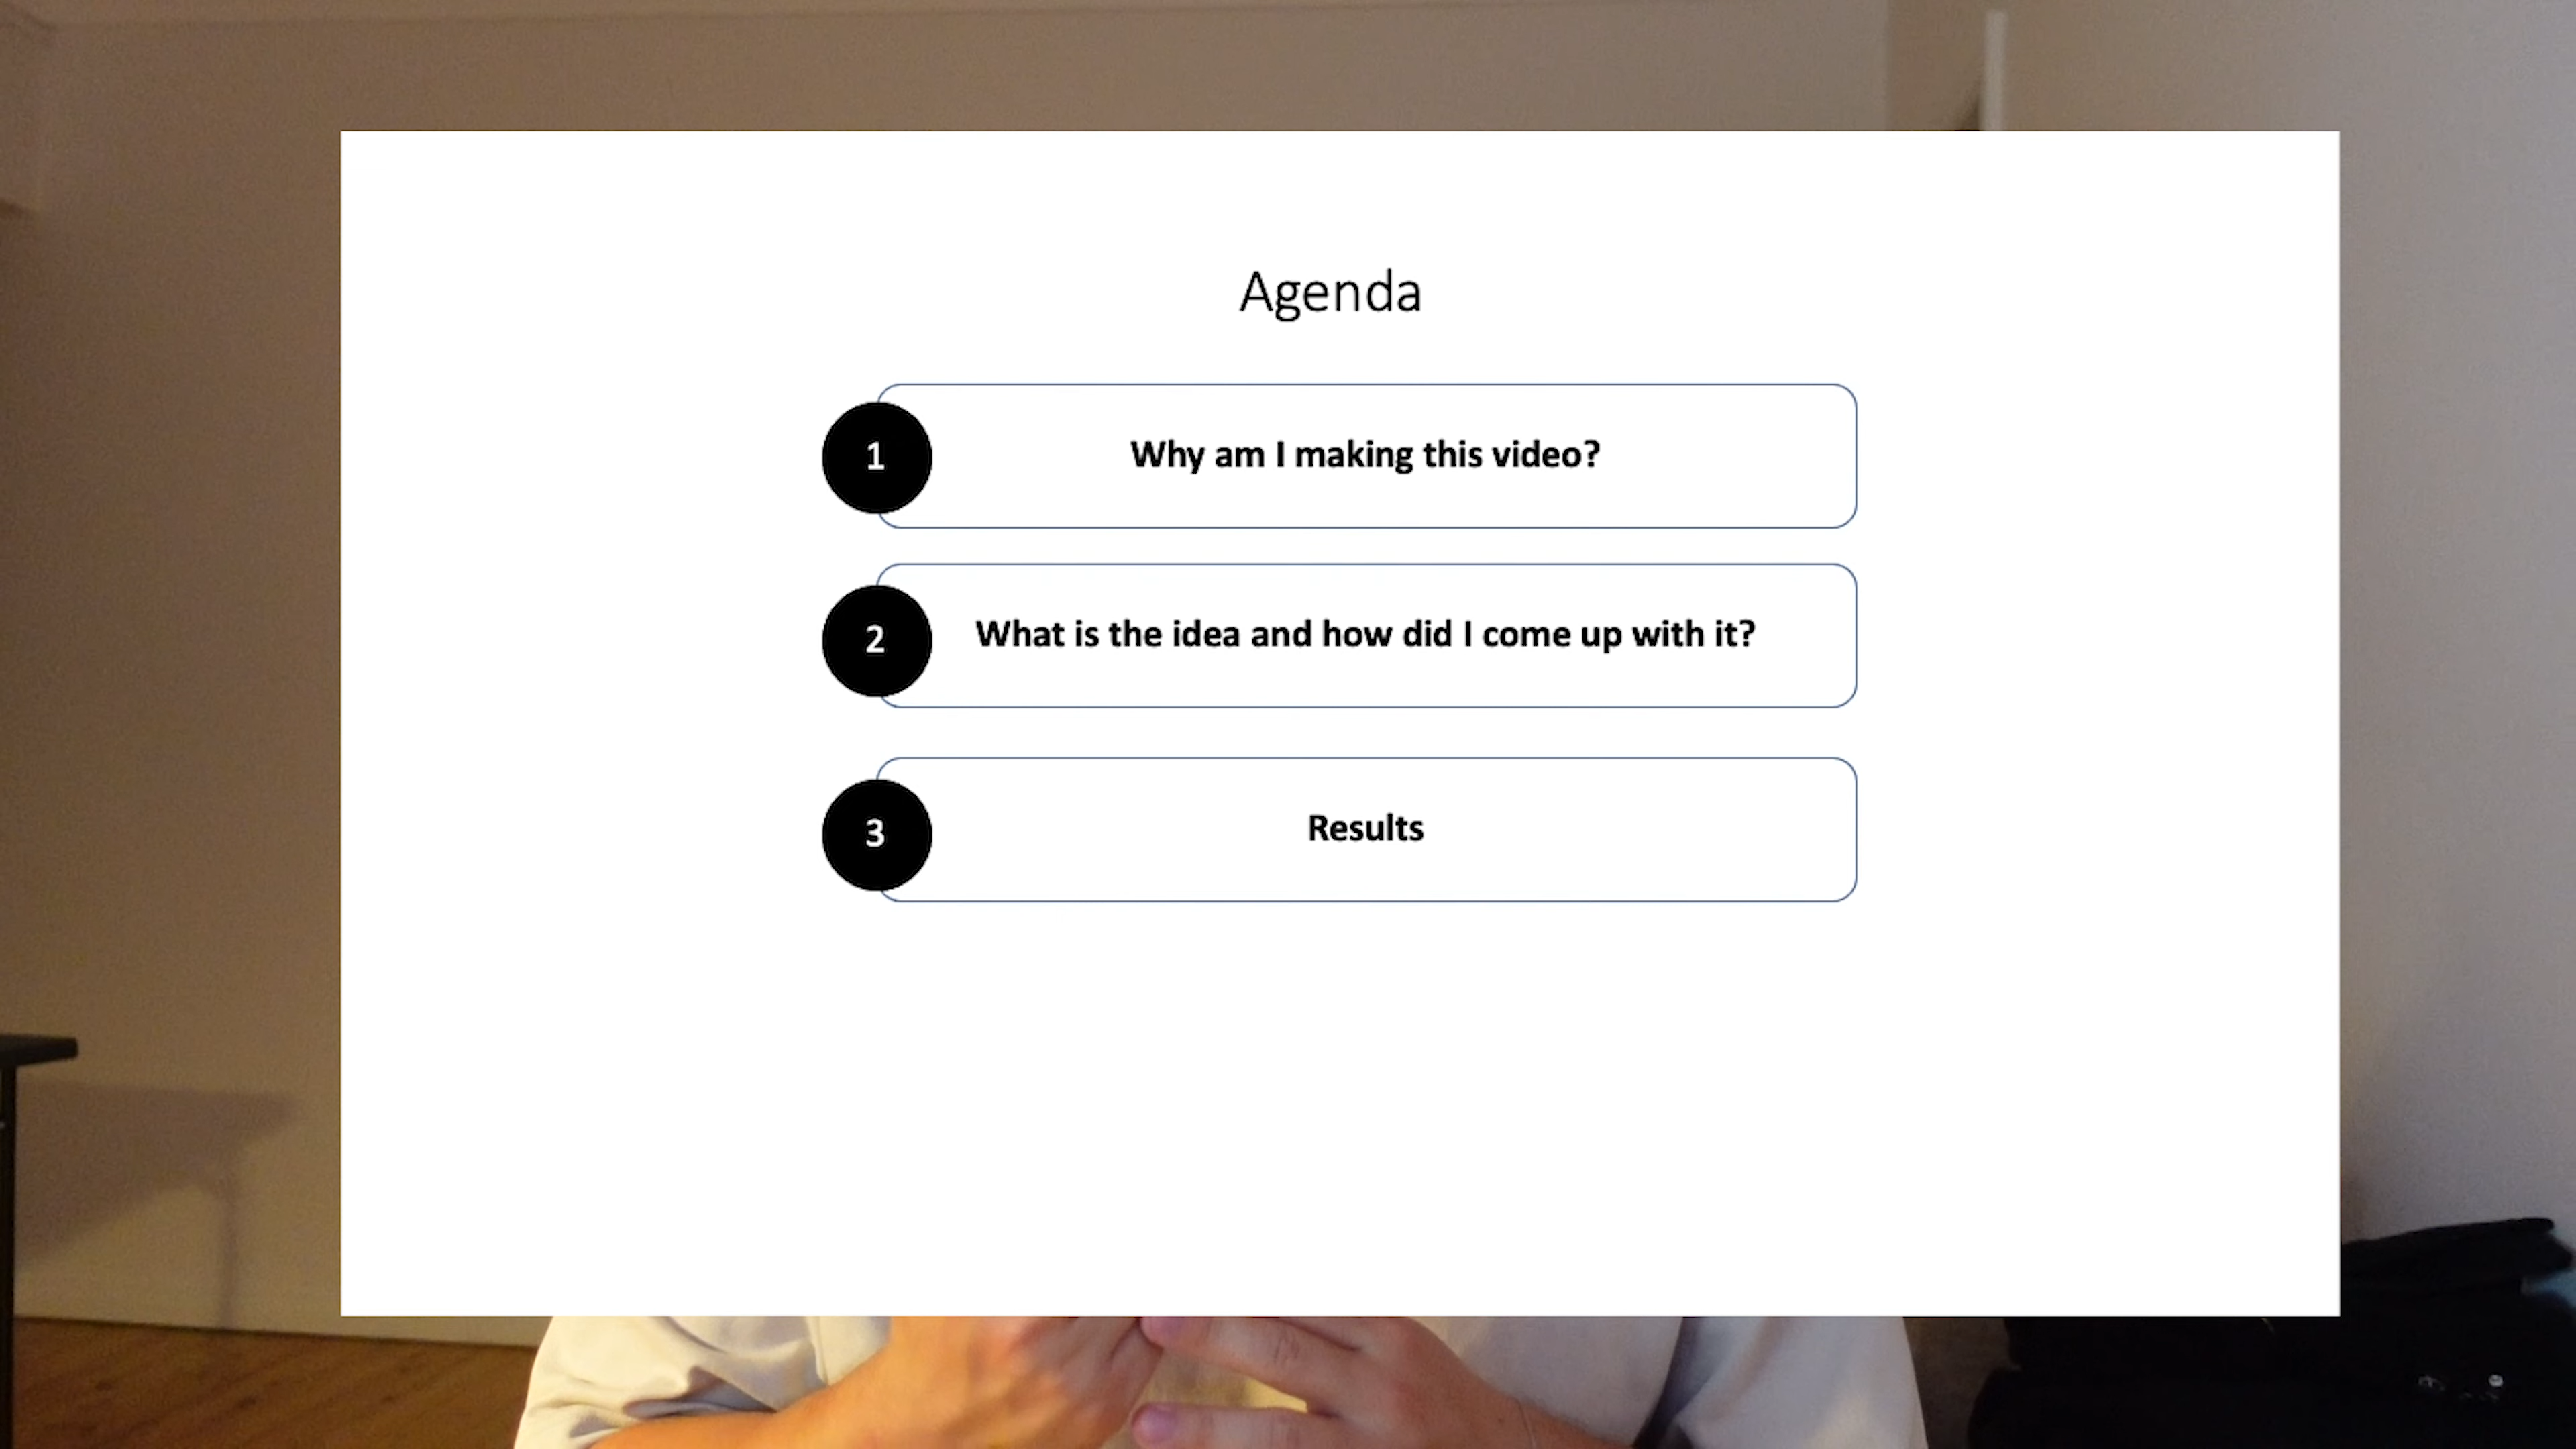 Agenda
1
Why am I making this video?
2
What is the idea and how did I come up with it?
3
Results